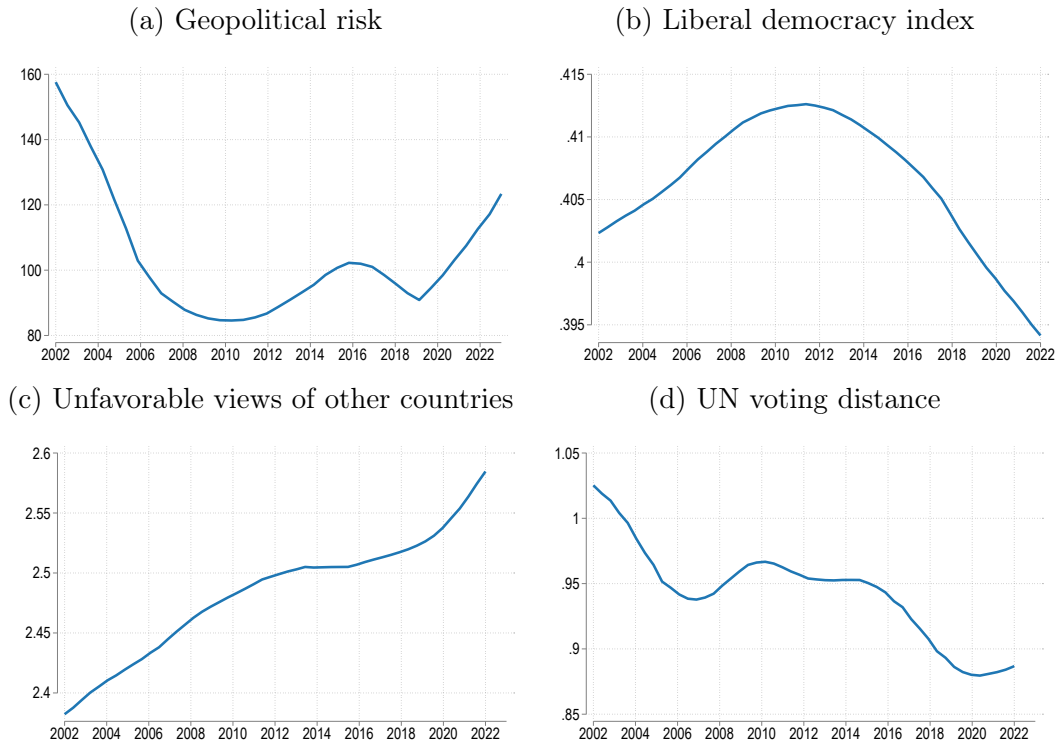 (a) Geopolitical risk
160
140
120
100
80
2002 2004 2006 2008 2010 2012 2014 2016 2018 2020 2022
(b) Liberal democracy index
.415
.41
.405
.4
.395
2002 2004 2006 2008 2010 2012 2014 2016 2018 2020 2022
(c) Unfavorable views of other countries
2.6
2.55
2.5
2.45
2.4
2002 2004 2006 2008 2010 2012 2014 2016 2018 2020 2022
(d) UN voting distance
1.05
1
.95
.9
.85
2002 2004 2006 2008 2010 2012 2014 2016 2018 2020 2022